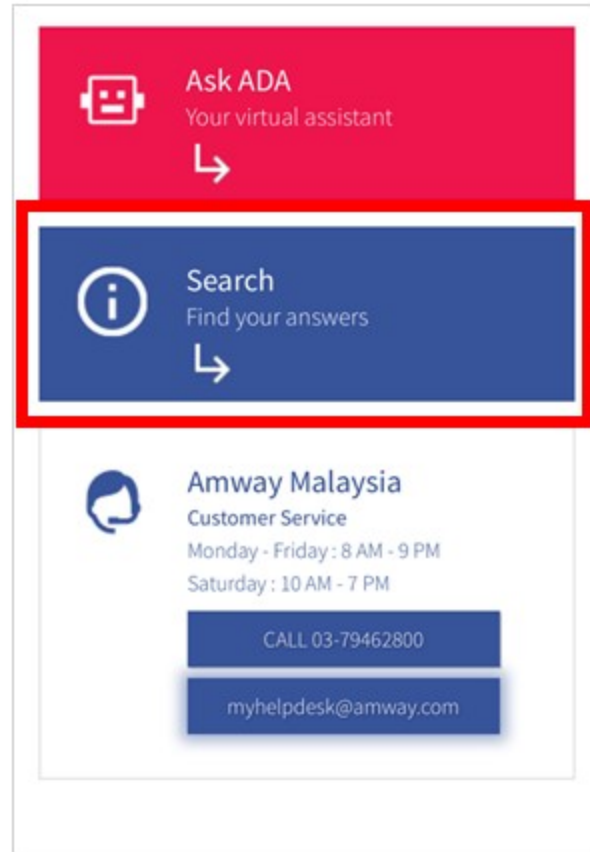 Ask ADA
Your virtual assistant
Search
Find your answers
Amway Malaysia
Customer Service
Monday - Friday : 8 AM - 9 PM
Saturday : 10 AM - 7 PM
CALL 03-79462800
myhelpdesk@amway.com